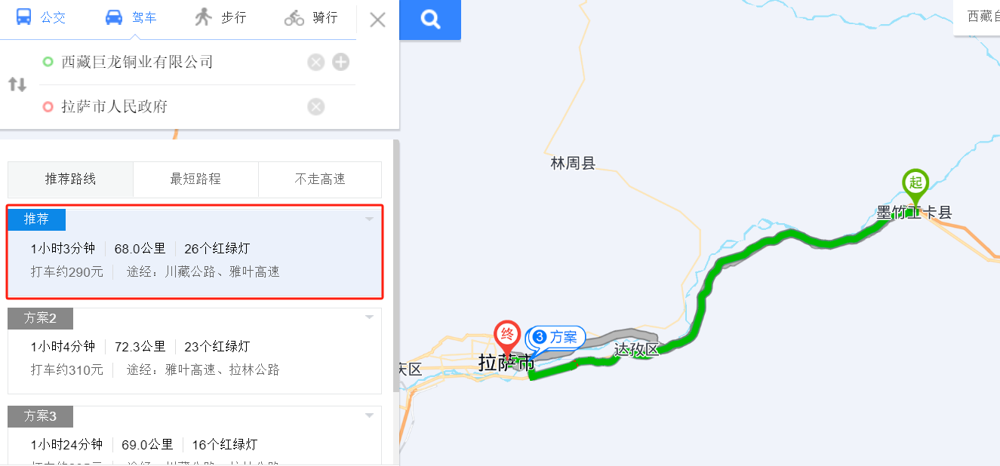 公交 驾车 步行 骑行
西藏巨龙铜业有限公司
拉萨市人民政府
推荐路线 最短路程 不走高速
推荐
1小时3分钟 68.0公里 26个红绿灯
打车约290元 途经：川藏公路、雅叶高速
方案2
1小时4分钟 72.3公里 23个红绿灯
打车约310元 途经：雅叶高速、拉林公路
方案3
1小时24分钟 69.0公里 16个红绿灯
西藏自
林周县
起
墨竹工卡县
终
3 方案
达孜区
拉萨市
庆区